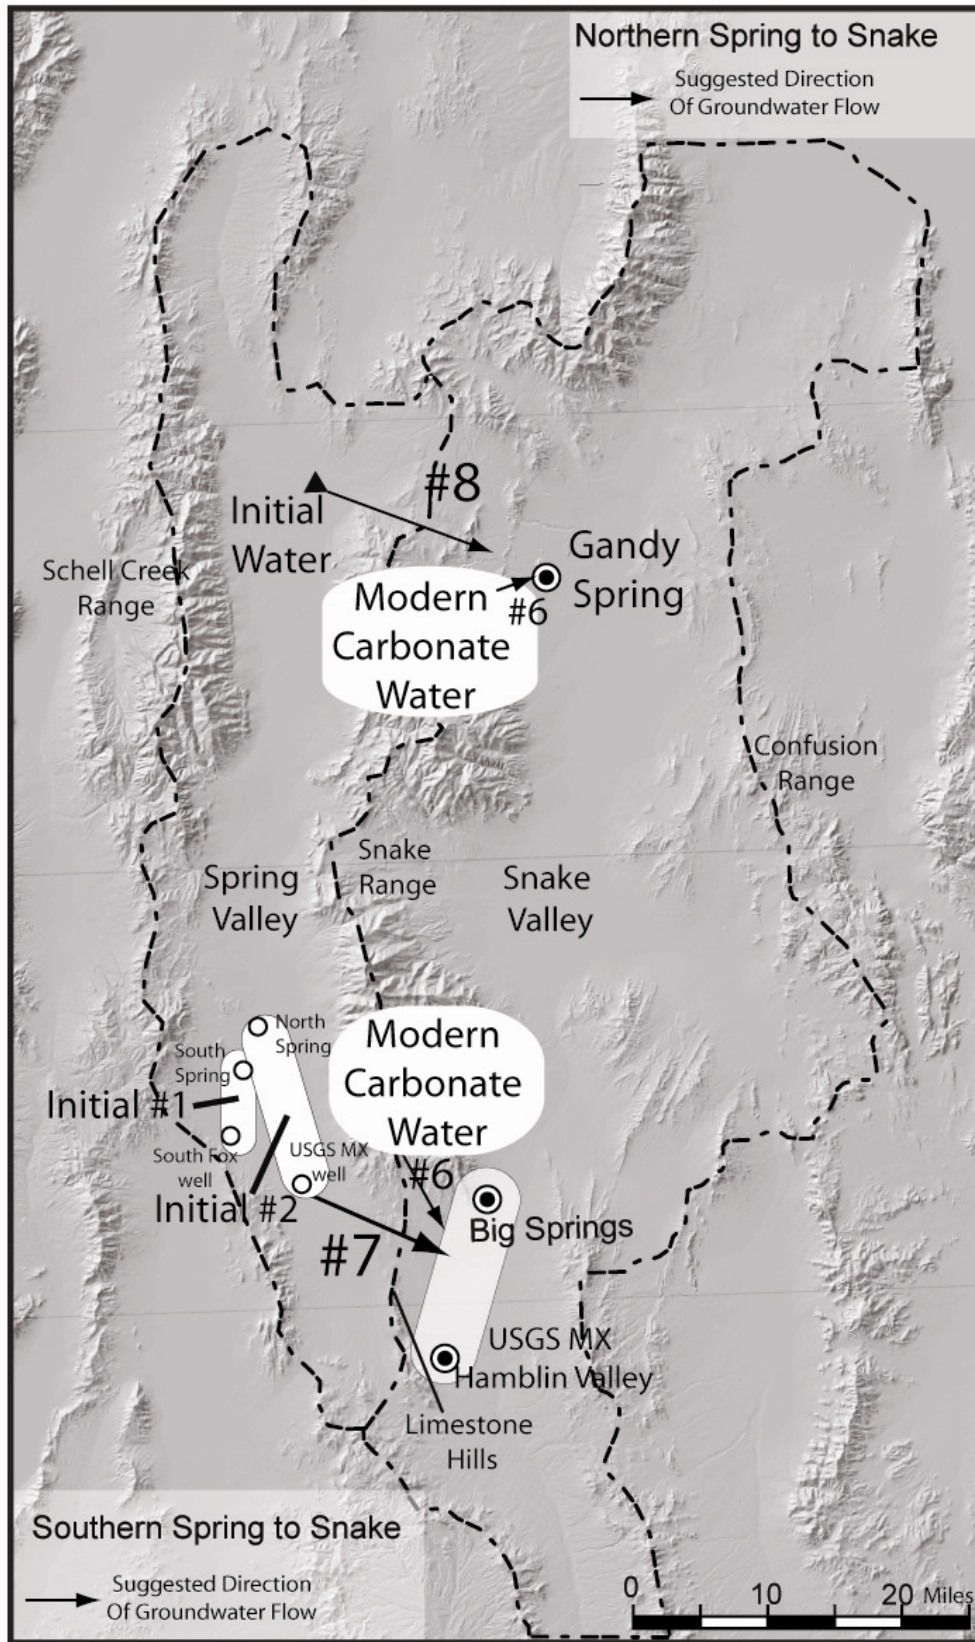 Northern Spring to Snake
Suggested Direction
Of Groundwater Flow
#8
Initial
Water
Gandy
Spring
Schell Creek
Range
Modern
Carbonate
Water
#6
Confusion
Range
Snake
Range
Spring
Valley
Snake
Valley
North
Spring
South
Spring
Modern
Carbonate
Water
Initial #1
South Fox
well
USGS MX
well
#6
Initial #2
Big Springs
#7
USGS MX
Hamblin Valley
Limestone
Hills
Southern Spring to Snake
Suggested Direction
Of Groundwater Flow
0 10 20 Miles